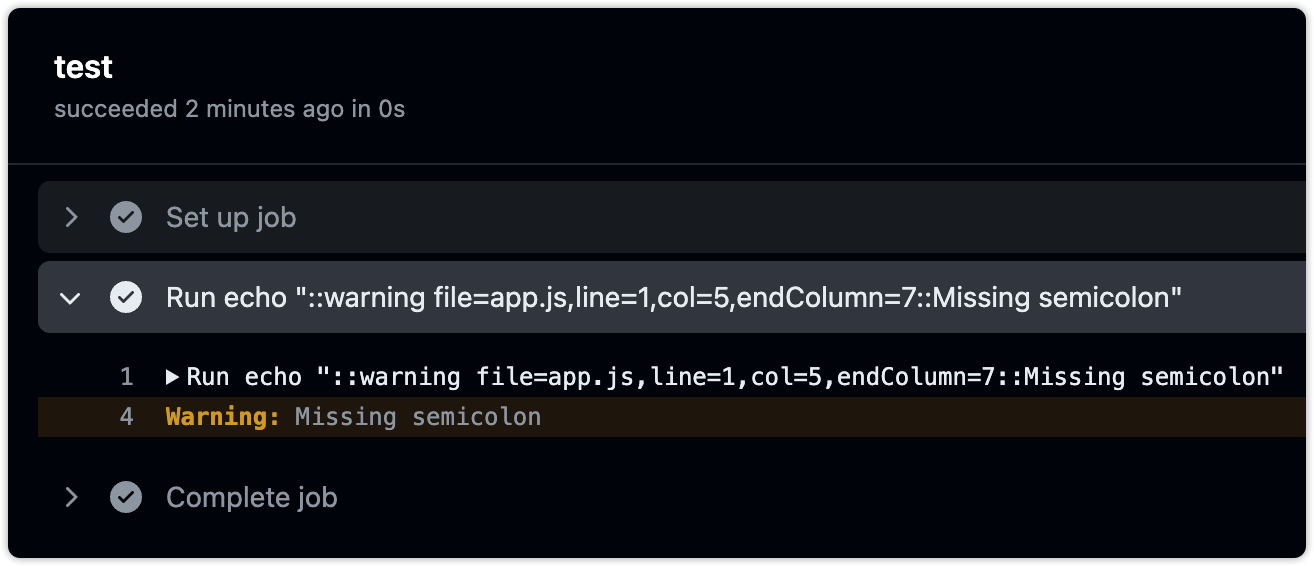 test
succeeded 2 minutes ago in 0s
Set up job
Run echo "::warning file=app.js,line=1,col=5,endColumn=7::Missing semicolon"
1 Run echo "::warning file=app.js,line=1,col=5,endColumn=7::Missing semicolon"
4 Warning: Missing semicolon
Complete job